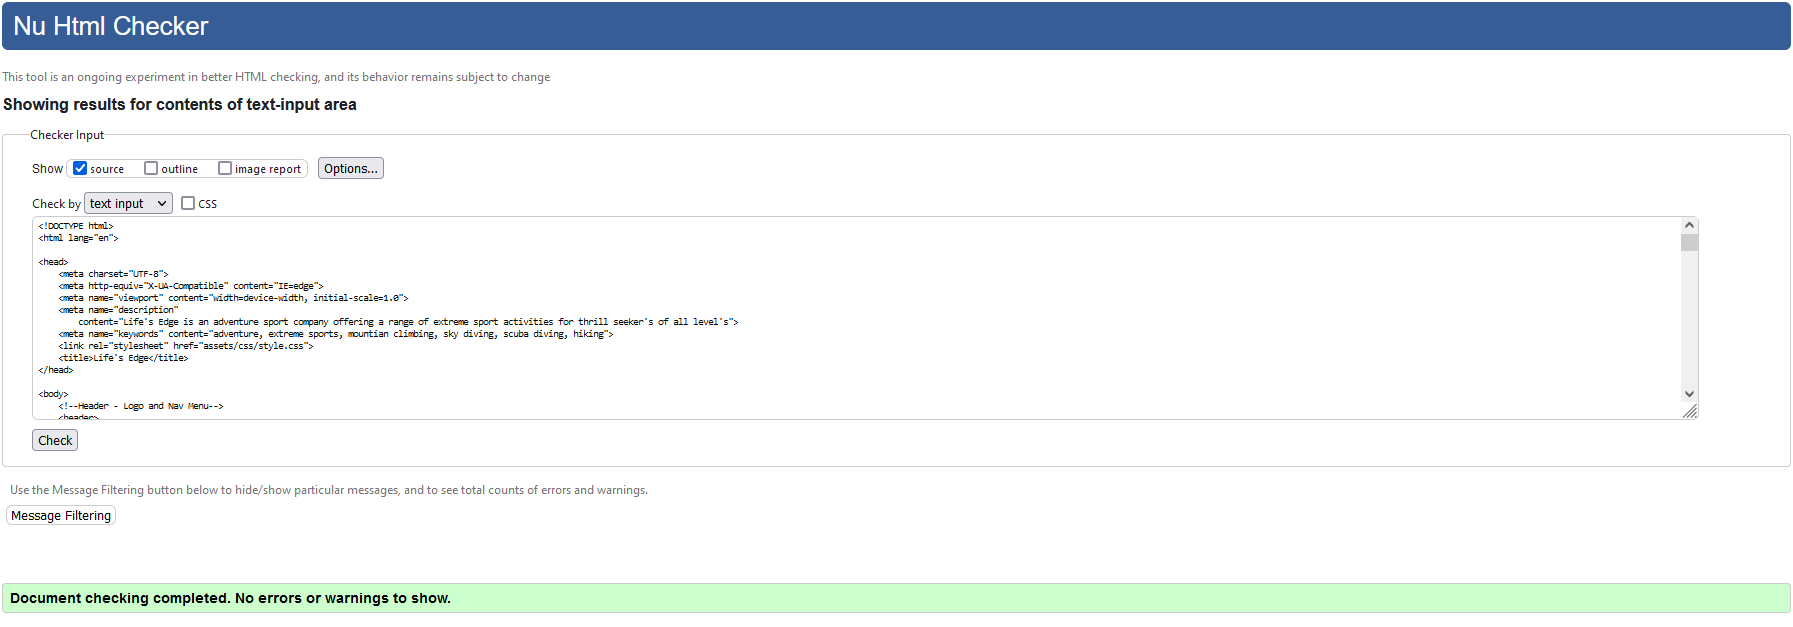 Nu Html Checker
This tool is an ongoing experiment in better HTML checking, and its behavior remains subject to change
Showing results for contents of text-input area
Checker Input
Show source outline image report Options...
Check by text input CSS
<!DOCTYPE html>
<html lang="en">
<head>
<meta charset="UTF-8">
<meta http-equiv="X-UA-Compatible" content="IE=edge">
<meta name="viewport" content="width=device-width, initial-scale=1.0">
<meta name="description"
content="Life's Edge is an adventure sport company offering a range of extreme sport activities for thrill seeker's of all level's">
<meta name="keywords" content="adventure, extreme sports, mountian climbing, sky diving, scuba diving, hiking">
<link rel="stylesheet" href="assets/css/style.css">
<title>Life's Edge</title>
</head>
<body>
<!--Header - Logo and Nav Menu-->
<header>
Check
Use the Message Filtering button below to hide/show particular messages, and to see total counts of errors and warnings.
Message Filtering
Document checking completed. No errors or warnings to show.